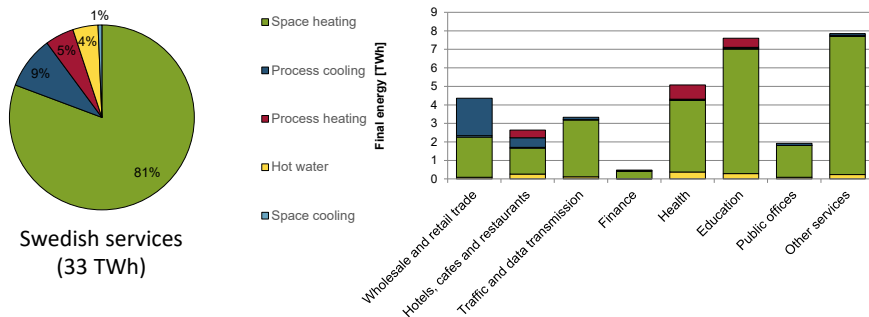 1%
4%
5%
9%
81%
Swedish services
(33 TWh)
Space heating
Process cooling
Process heating
Hot water
Space cooling
Final energy [TWh]
9
8
7
6
5
4
3
2
1
0
Wholesale and retail trade
Hotels, cafes and restaurants
Traffic and data transmission
Finance
Health
Education
Public offices
Other services